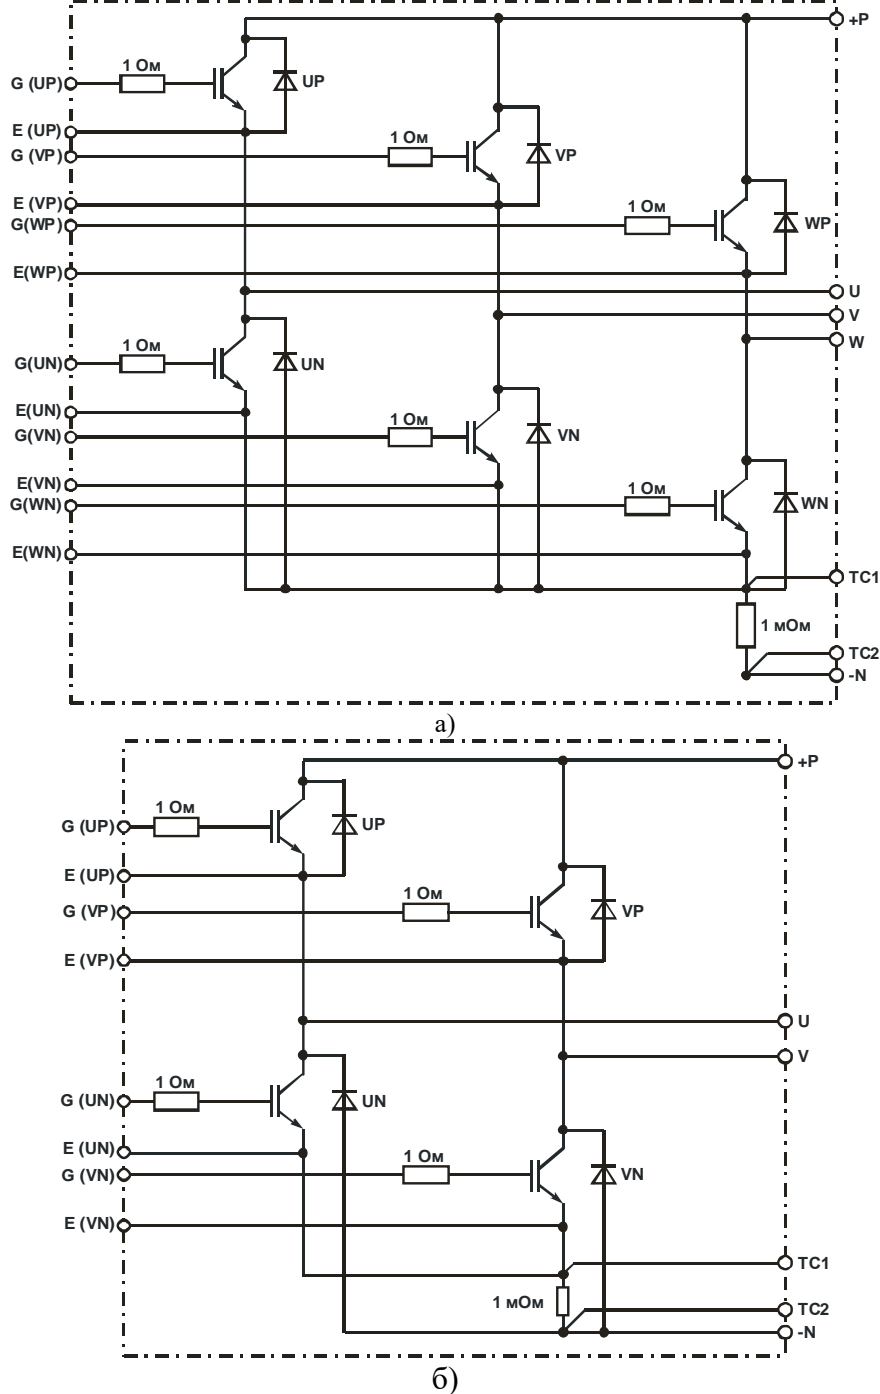 +P
1 Ом
G (UP)
UP
E (UP)
1 Ом
G (VP)
VP
E (VP)
1 Ом
G(WP)
WP
E(WP)
U
V
W
1 Ом
G(UN)
UN
E(UN)
1 Ом
G(VN)
VN
E(VN)
1 Ом
G(WN)
WN
E(WN)
TC1
1 мОм
TC2
-N
а)
+P
1 Ом
G (UP)
UP
E (UP)
1 Ом
G (VP)
VP
E (VP)
U
V
1 Ом
G (UN)
UN
E (UN)
1 Ом
G (VN)
VN
E (VN)
TC1
1 мОм
TC2
-N
б)